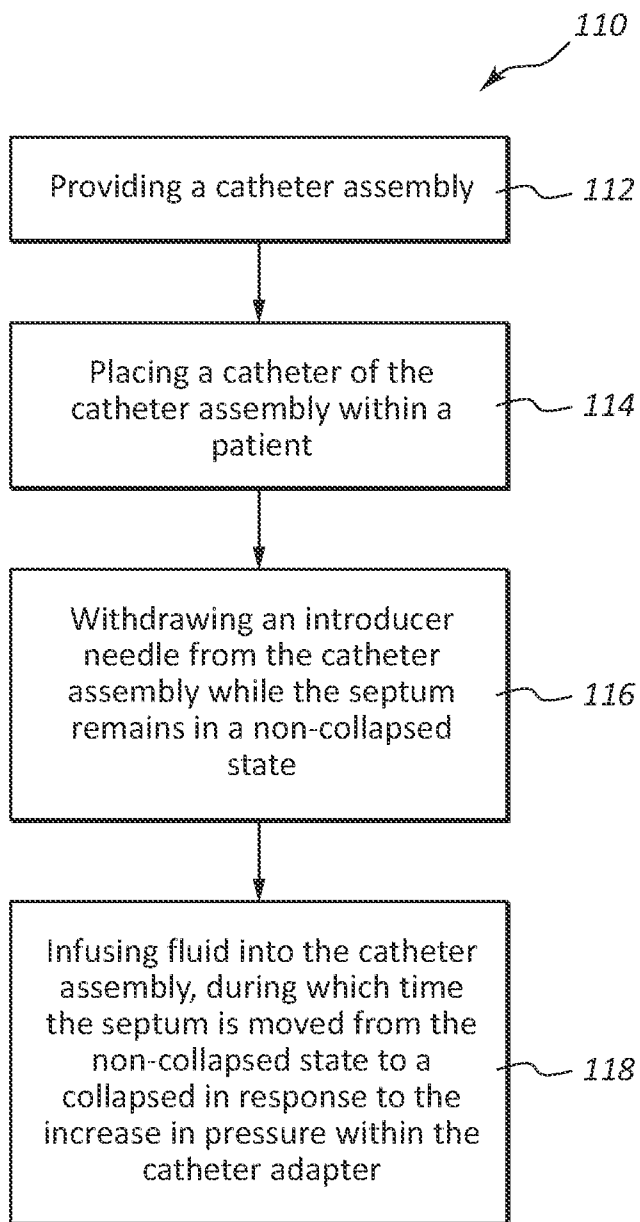 110
Providing a catheter assembly
112
Placing a catheter of the
catheter assembly within a
patient
114
Withdrawing an introducer
needle from the catheter
assembly while the septum
remains in a non-collapsed
state
116
Infusing fluid into the catheter
assembly, during which time
the septum is moved from the
non-collapsed state to a
collapsed in response to the
increase in pressure within the
catheter adapter
118